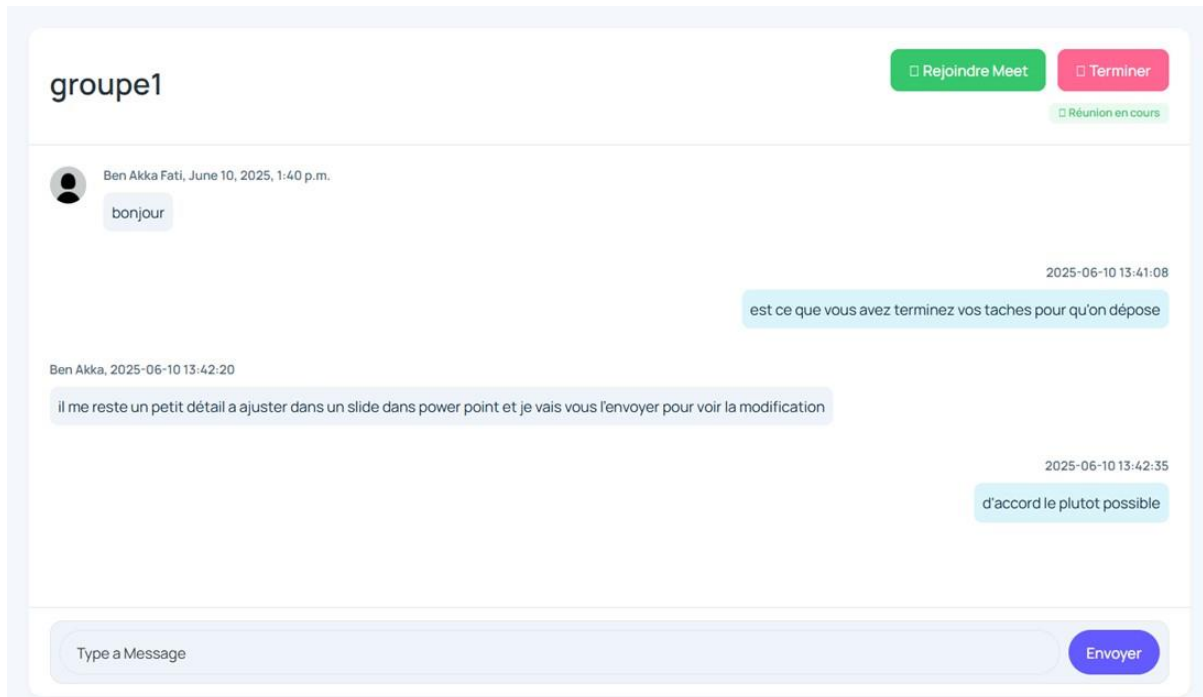 groupe1
Rejoindre Meet
Terminer
Réunion en cours
Ben Akka Fati, June 10, 2025, 1:40 p.m.
bonjour
2025-06-10 13:41:08
est ce que vous avez terminez vos taches pour qu'on dépose
Ben Akka, 2025-06-10 13:42:20
il me reste un petit détail a ajuster dans un slide dans power point et je vais vous l'envoyer pour voir la modification
2025-06-10 13:42:35
d'accord le plutot possible
Type a Message
Envoyer